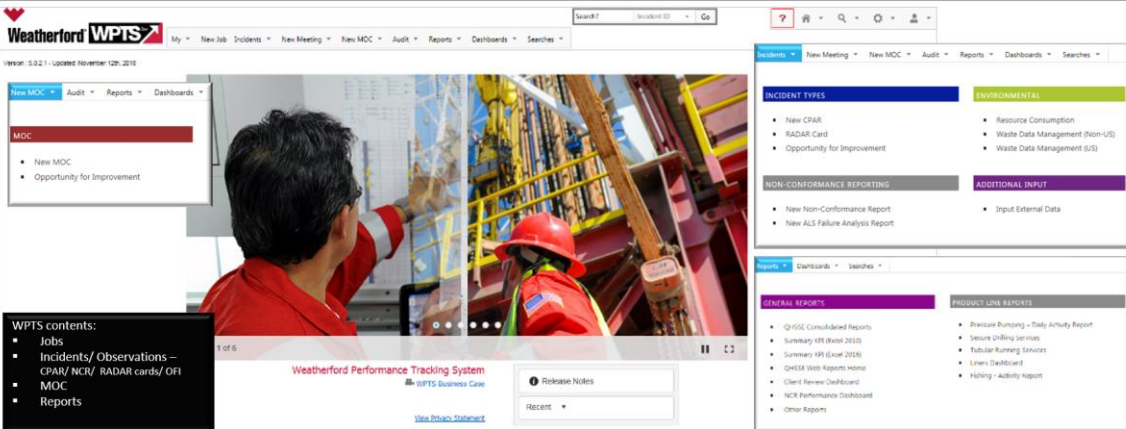 Search? Incident ID Go
?
Weatherford WPTS
My New Job Incidents New Meeting New MOC Audit Reports Dashboards Searches
Version : 5.0.2.1 - Updated: November 12th, 2018
New MOC Audit Reports Dashboards
MOC
New MOC
Opportunity for Improvement
Incidents New Meeting New MOC Audit Reports Dashboards Searches
INCIDENT TYPES
New CPAR
RADAR Card
Opportunity for Improvement
ENVIRONMENTAL
Resource Consumption
Waste Data Management (Non-US)
Waste Data Management (US)
NON-CONFORMANCE REPORTING
New Non-Conformance Report
New ALS Failure Analysis Report
ADDITIONAL INPUT
Input External Data
Reports Dashboards Searches
GENERAL REPORTS
QHSSE Consolidated Reports
Summary KPI (Excel 2010)
Summary KPI (Excel 2016)
QHSSE Web Reports Home
Client Review Dashboard
NCR Performance Dashboard
Other Reports
PRODUCT LINE REPORTS
Pressure Pumping – Daily Activity Report
Secure Drilling Services
Tubular Running Services
Liners Dashboard
Fishing - Activity Report
WPTS contents:
Jobs
Incidents/ Observations –
CPAR/ NCR/ RADAR cards/ OFI
MOC
Reports
1 of 6
Weatherford Performance Tracking System
WPTS Business Case
View Privacy Statement
Release Notes
Recent